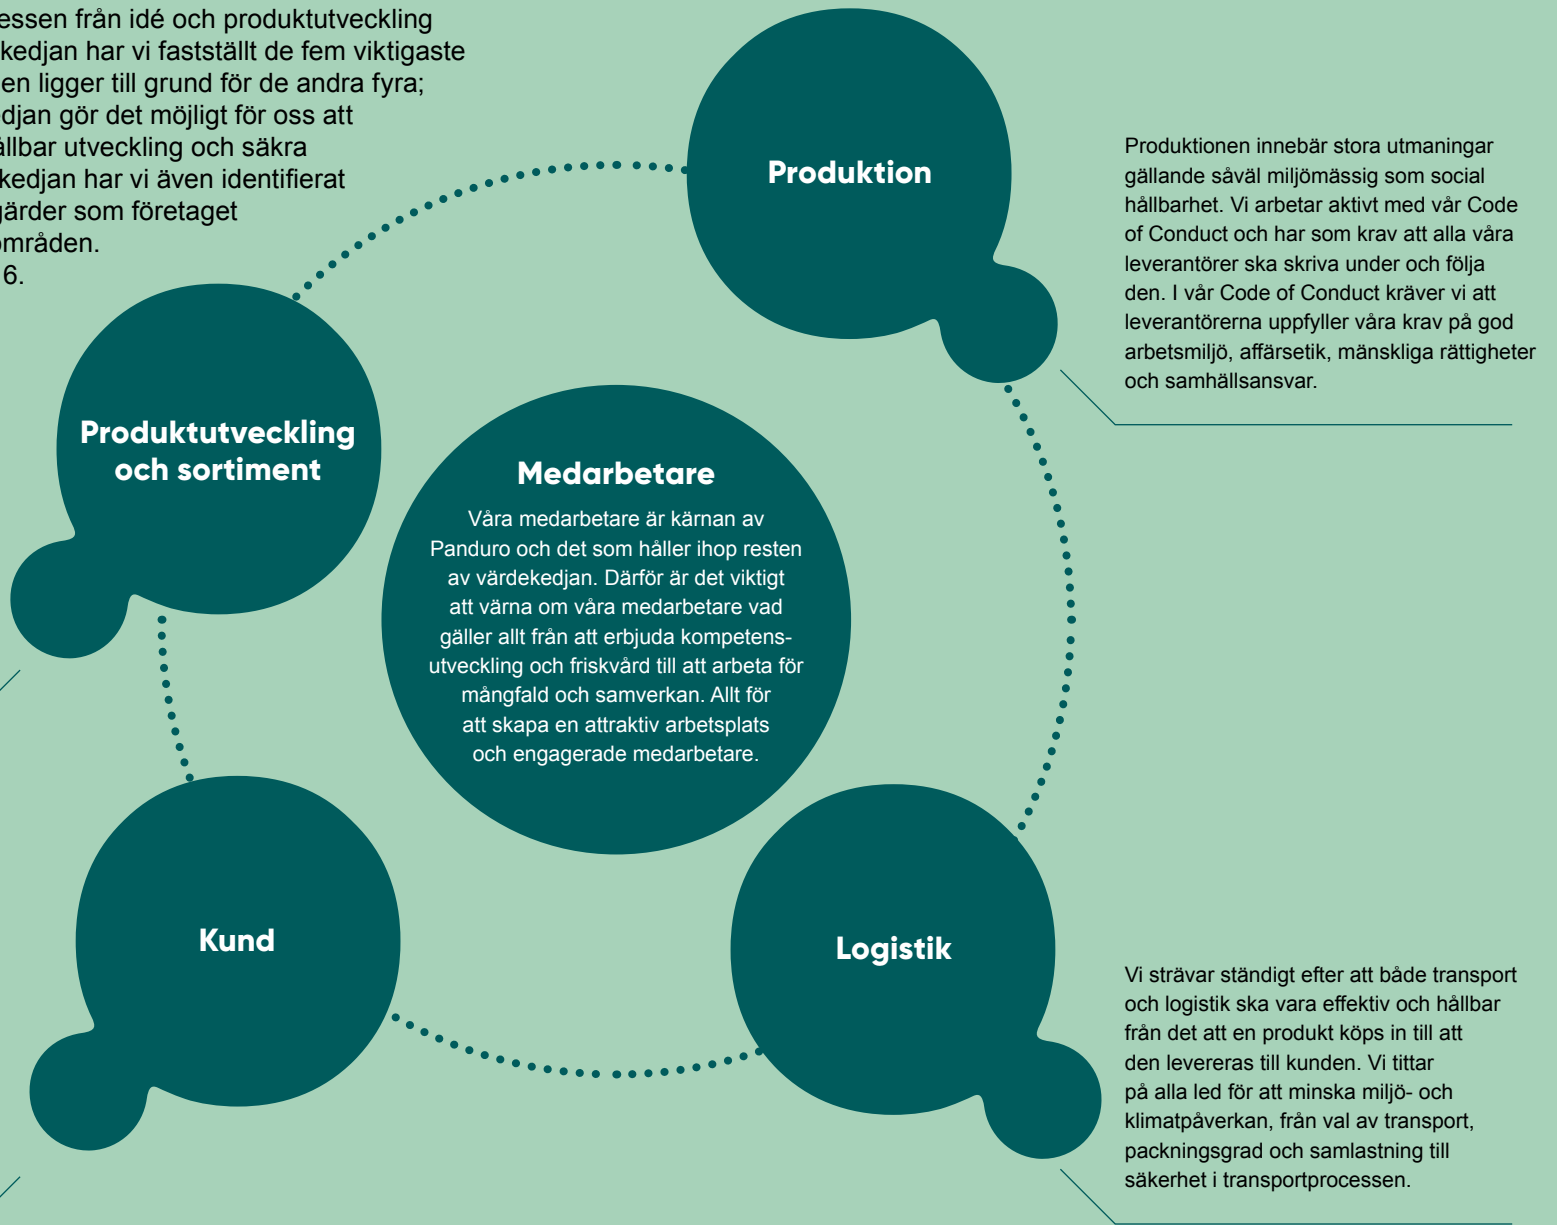 essen från idé och produktutveckling
kedjan har vi fastställt de fem viktigaste
en ligger till grund för de andra fyra;
edjan gör det möjligt för oss att
ållbar utveckling och säkra
kedjan har vi även identifierat
gärder som företaget
områden.
6.
Produktion
Produktionen innebär stora utmaningar
gällande såväl miljömässig som social
hållbarhet. Vi arbetar aktivt med vår Code
of Conduct och har som krav att alla våra
leverantörer ska skriva under och följa
den. I vår Code of Conduct kräver vi att
leverantörerna uppfyller våra krav på god
arbetsmiljö, affärsetik, mänskliga rättigheter
och samhällsansvar.
Produktutveckling
och sortiment
Medarbetare
Våra medarbetare är kärnan av
Panduro och det som håller ihop resten
av värdekedjan. Därför är det viktigt
att värna om våra medarbetare vad
gäller allt från att erbjuda kompetens-
utveckling och friskvård till att arbeta för
mångfald och samverkan. Allt för
att skapa en attraktiv arbetsplats
och engagerade medarbetare.
Kund
Logistik
Vi strävar ständigt efter att både transport
och logistik ska vara effektiv och hållbar
från det att en produkt köps in till att
den levereras till kunden. Vi tittar
på alla led för att minska miljö- och
klimatpåverkan, från val av transport,
packningsgrad och samlastning till
säkerhet i transportprocessen.